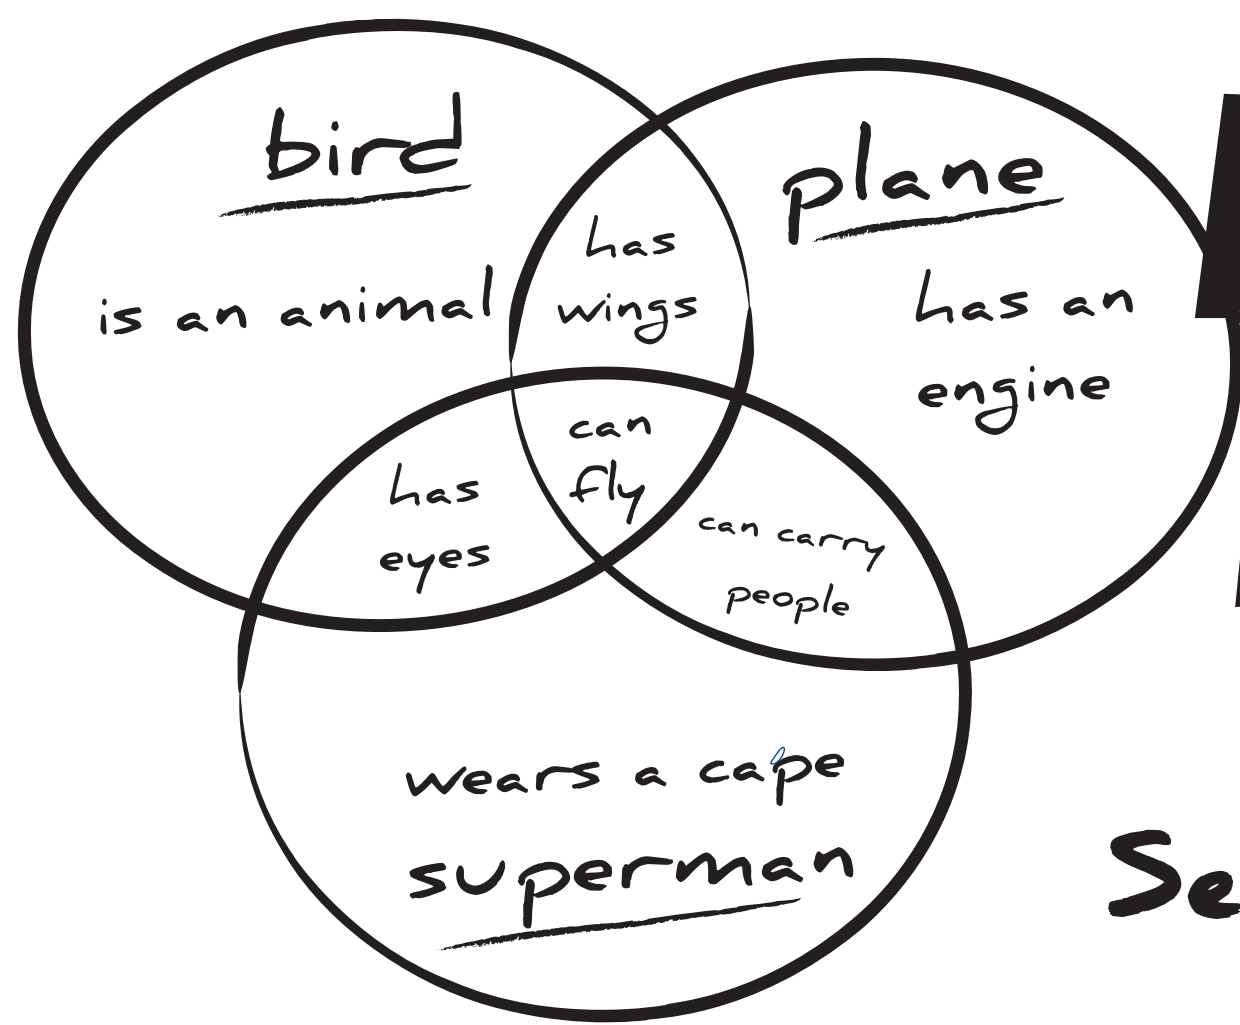 bird
is an animal
has
wings
plane
has an
engine
has
eyes
can
fly
can carry
people
wears a cape
superman
Se